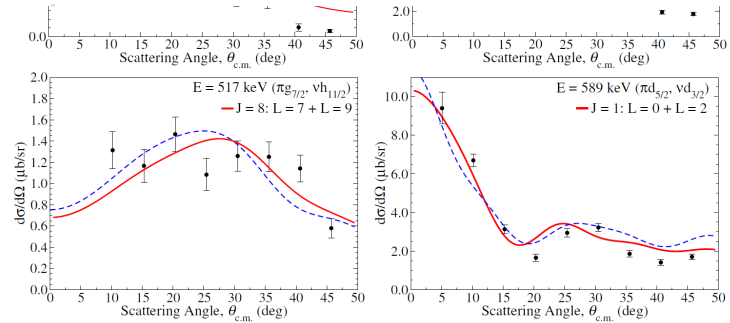 0.0
0 5 10 15 20 25 30 35 40 45 50
Scattering Angle, θc.m. (deg)
2.0
0.0
0 5 10 15 20 25 30 35 40 45 50
Scattering Angle, θc.m. (deg)
E = 517 keV (πg7/2, νh11/2)
J = 8: L = 7 + L = 9
dσ/dΩ (μb/sr)
2.0
1.8
1.6
1.4
1.2
1.0
0.8
0.6
0.4
0.2
0.0
0 5 10 15 20 25 30 35 40 45 50
Scattering Angle, θc.m. (deg)
E = 589 keV (πd5/2, νd3/2)
J = 1: L = 0 + L = 2
dσ/dΩ (μb/sr)
10.0
8.0
6.0
4.0
2.0
0.0
0 5 10 15 20 25 30 35 40 45 50
Scattering Angle, θc.m. (deg)